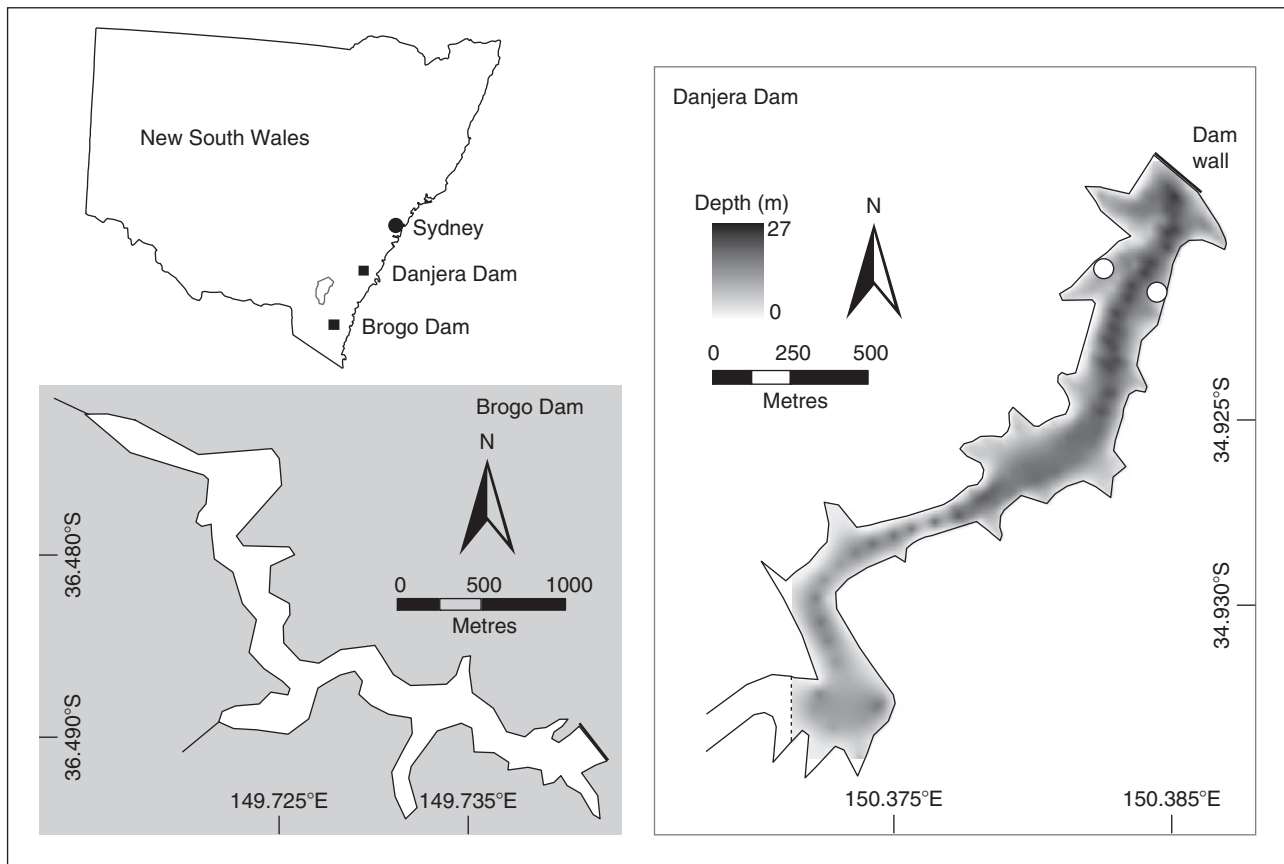 New South Wales
Sydney
Danjera Dam
Brogo Dam
Danjera Dam
Dam
wall
Depth (m)
27
0
N
0 250 500
Metres
34.925°S
34.930°S
150.375°E 150.385°E
Brogo Dam
N
0 500 1000
Metres
36.480°S
36.490°S
149.725°E 149.735°E